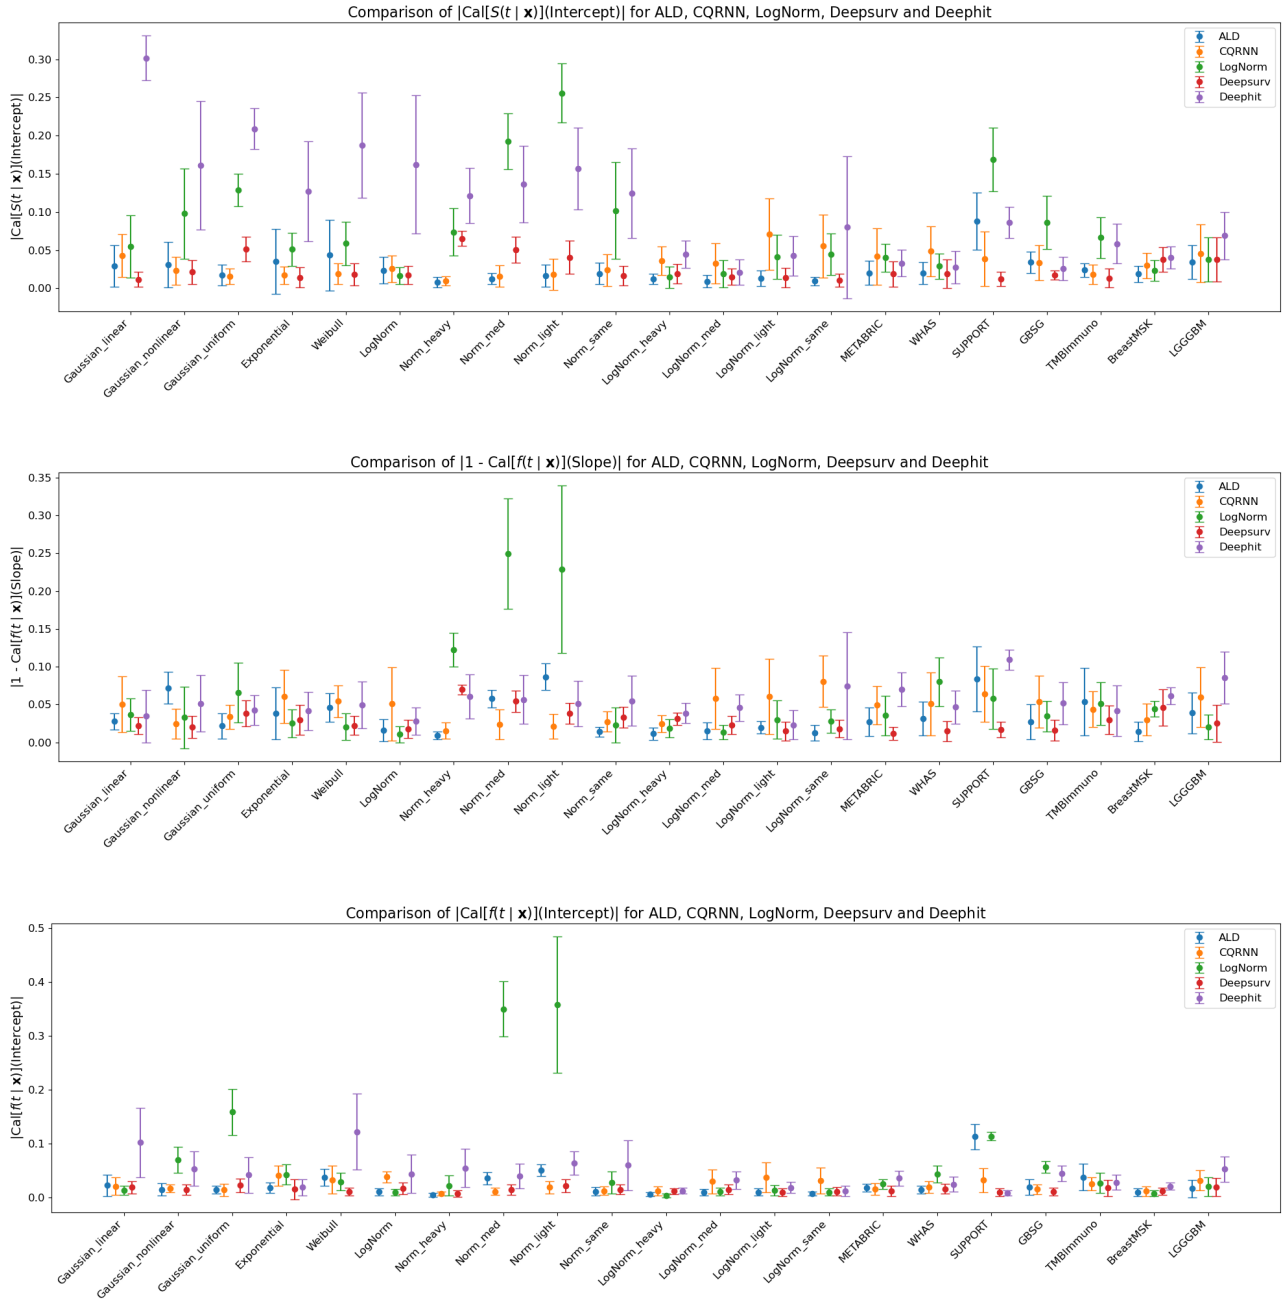 Comparison of |Cal[S(t | x)](Intercept)| for ALD, CQRNN, LogNorm, Deepsurv and Deephit
|Cal[S(t | x)](Intercept)|
0.30
0.25
0.20
0.15
0.10
0.05
0.00
ALD
CQRNN
LogNorm
Deepsurv
Deephit
Gaussian_linear
Gaussian_nonlinear
Gaussian_uniform
Exponential
Weibull
LogNorm
Norm_heavy
Norm_med
Norm_light
Norm_same
LogNorm_heavy
LogNorm_med
LogNorm_light
LogNorm_same
METABRIC
WHAS
SUPPORT
GBSG
TMBImmuno
BreastMSK
LGGGBM
Comparison of |1 - Cal[f(t | x)](Slope)| for ALD, CQRNN, LogNorm, Deepsurv and Deephit
|1 - Cal[f(t | x)](Slope)|
0.35
0.30
0.25
0.20
0.15
0.10
0.05
0.00
ALD
CQRNN
LogNorm
Deepsurv
Deephit
Gaussian_linear
Gaussian_nonlinear
Gaussian_uniform
Exponential
Weibull
LogNorm
Norm_heavy
Norm_med
Norm_light
Norm_same
LogNorm_heavy
LogNorm_med
LogNorm_light
LogNorm_same
METABRIC
WHAS
SUPPORT
GBSG
TMBImmuno
BreastMSK
LGGGBM
Comparison of |Cal[f(t | x)](Intercept)| for ALD, CQRNN, LogNorm, Deepsurv and Deephit
|Cal[f(t | x)](Intercept)|
0.5
0.4
0.3
0.2
0.1
0.0
ALD
CQRNN
LogNorm
Deepsurv
Deephit
Gaussian_linear
Gaussian_nonlinear
Gaussian_uniform
Exponential
Weibull
LogNorm
Norm_heavy
Norm_med
Norm_light
Norm_same
LogNorm_heavy
LogNorm_med
LogNorm_light
LogNorm_same
METABRIC
WHAS
SUPPORT
GBSG
TMBImmuno
BreastMSK
LGGGBM